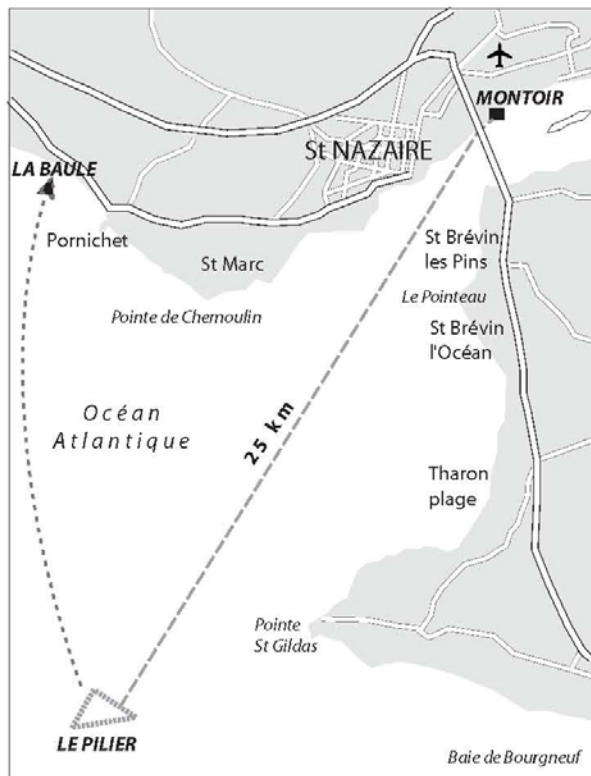 MONTOIR
St NAZAIRE
LA BAULE
Pornichet
St Brévin
les Pins
St Marc
Le Pointeau
Pointe de Chemoulin
St Brévin
l'Océan
Océan
Atlantique
25 km
Tharon
plage
Pointe
St Gildas
LE PILIER
Baie de Bourgneuf